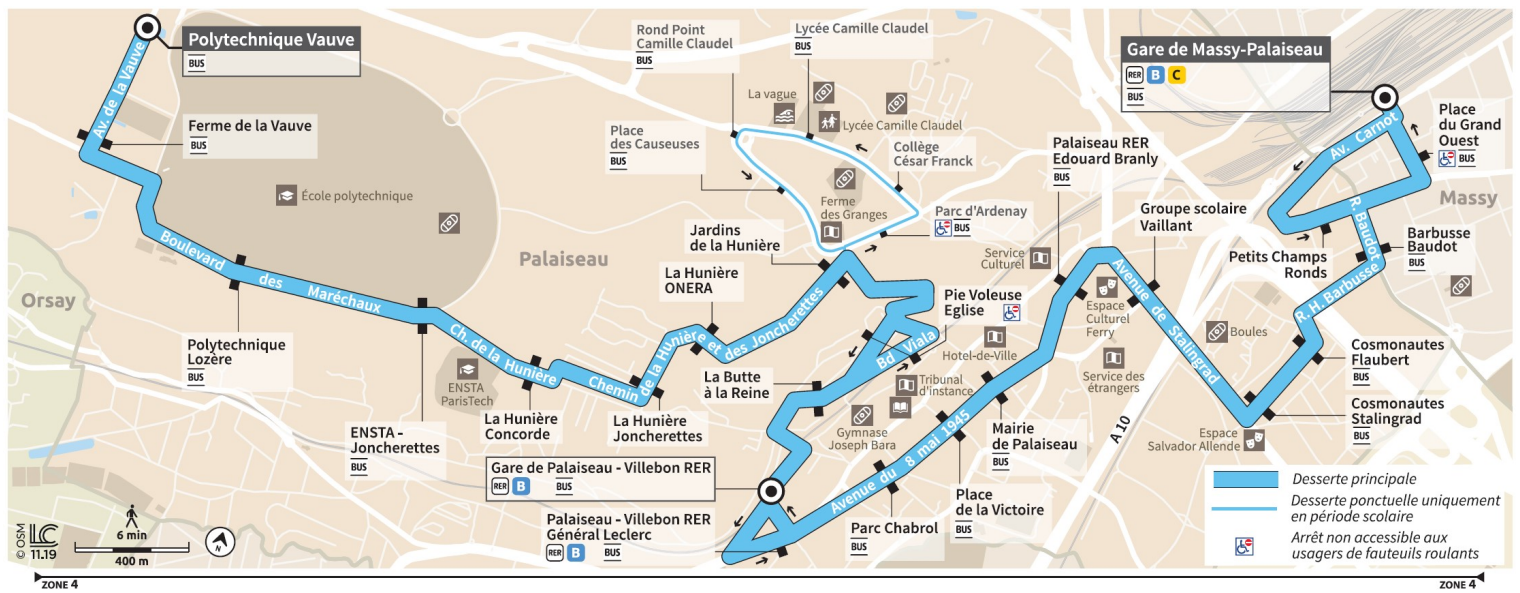 Polytechnique Vauve
BUS
Av. de la Vauve
Ferme de la Vauve
BUS
École polytechnique
Boulevard des Maréchaux
Orsay
Palaiseau
Polytechnique
Lozère
BUS
ENSTA -
Joncherettes
BUS
Ch. de la Hunière
ENSTA
ParisTech
La Hunière
Concorde
Chemin de la Hunière et des Joncherettes
La Hunière
Joncherettes
La Hunière
ONERA
Jardins
de la Hunière
Rond Point
Camille Claudel
BUS
Lycée Camille Claudel
BUS
La vague
Lycée Camille Claudel
Place
des Causeuses
BUS
Collège
César Franck
Ferme
des Granges
Parc d'Ardenay
BUS
Pie Voleuse
Eglise
Bd Viala
La Butte
à la Reine
Hotel-de-Ville
Tribunal
d'instance
Gymnase
Joseph Bara
Gare de Palaiseau - Villebon RER
RER B BUS
Palaiseau - Villebon RER
Général Leclerc
RER B BUS
Avenue du 8 mai 1945
Parc Chabrol
BUS
Place
de la Victoire
BUS
Mairie
de Palaiseau
BUS
Service
Culturel
Palaiseau RER
Edouard Branly
BUS
Espace
Culturel
Ferry
Service des
étrangers
A 10
Groupe scolaire
Vaillant
Avenue de Stalingrad
Boules
Espace
Salvador Allende
Cosmonautes
Stalingrad
BUS
Cosmonautes
Flaubert
BUS
R. H. Barbusse
Barbusse
Baudot
BUS
R. Baudot
Petits Champs
Ronds
Massy
Place
du Grand
Ouest
BUS
Av. Carnot
Gare de Massy-Palaiseau
RER B C
BUS
Desserte principale
Desserte ponctuelle uniquement
en période scolaire
Arrêt non accessible aux
usagers de fauteuils roulants
© OSM
LC
11.19
6 min
400 m
N
ZONE 4
ZONE 4